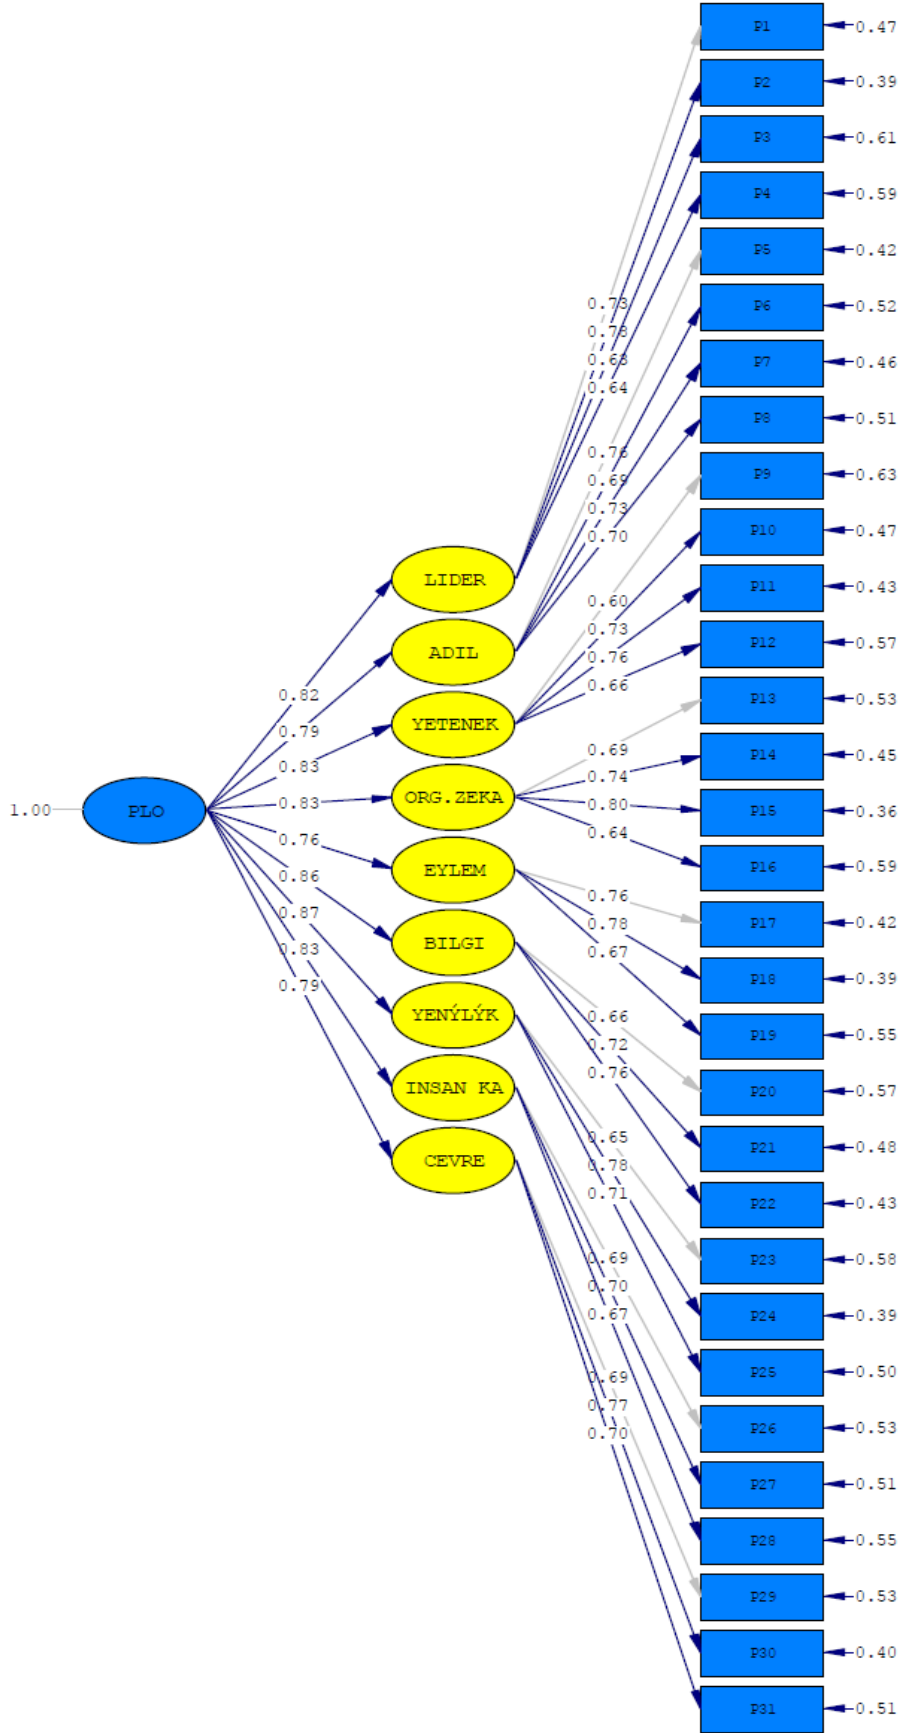 P1 0.47
P2 0.39
P3 0.61
P4 0.59
P5 0.42
P6 0.52
P7 0.46
P8 0.51
P9 0.63
P10 0.47
P11 0.43
P12 0.57
P13 0.53
P14 0.45
P15 0.36
P16 0.59
P17 0.42
P18 0.39
P19 0.55
P20 0.57
P21 0.48
P22 0.43
P23 0.58
P24 0.39
P25 0.50
P26 0.53
P27 0.51
P28 0.55
P29 0.53
P30 0.40
P31 0.51
0.73
0.78
0.64
0.76
0.69
0.73
0.70
0.60
0.73
0.76
0.66
0.69
0.74
0.80
0.64
0.76
0.78
0.67
0.66
0.72
0.76
0.65
0.78
0.71
0.69
0.70
0.67
0.69
0.77
0.70
LIDER
ADIL
YETENEK
ORG.ZEKA
EYLEM
BILGI
YENÝLÝK
INSAN KA
CEVRE
0.82
0.79
0.83
0.83
0.76
0.86
0.87
0.83
0.79
1.00
PLO